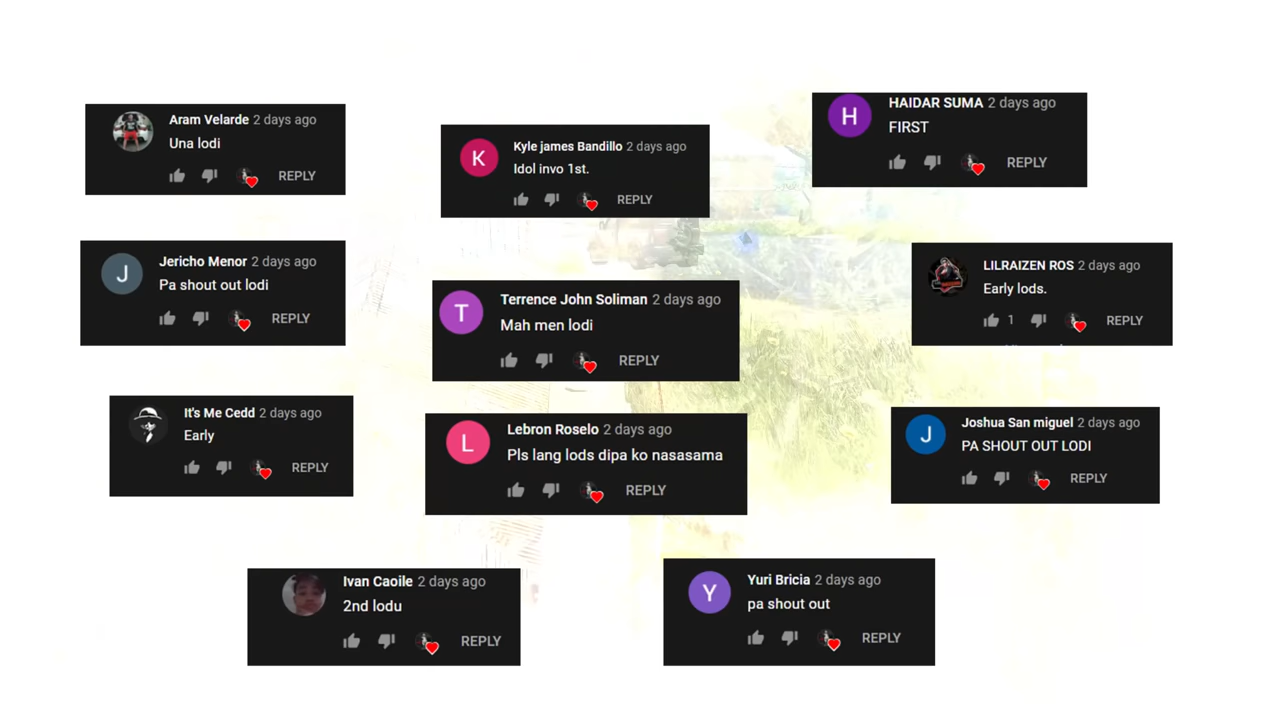 Aram Velarde 2 days ago
Una lodi
REPLY
K
Kyle james Bandillo 2 days ago
Idol invo 1st.
REPLY
H
HAIDAR SUMA 2 days ago
FIRST
REPLY
J
Jericho Menor 2 days ago
Pa shout out lodi
REPLY
T
Terrence John Soliman 2 days ago
Mah men lodi
REPLY
LILRAIZEN ROS 2 days ago
Early lods.
1
REPLY
It's Me Cedd 2 days ago
Early
REPLY
L
Lebron Roselo 2 days ago
Pls lang lods dipa ko nasasama
REPLY
J
Joshua San miguel 2 days ago
PA SHOUT OUT LODI
REPLY
Ivan Caoile 2 days ago
2nd lodu
REPLY
Y
Yuri Bricia 2 days ago
pa shout out
REPLY